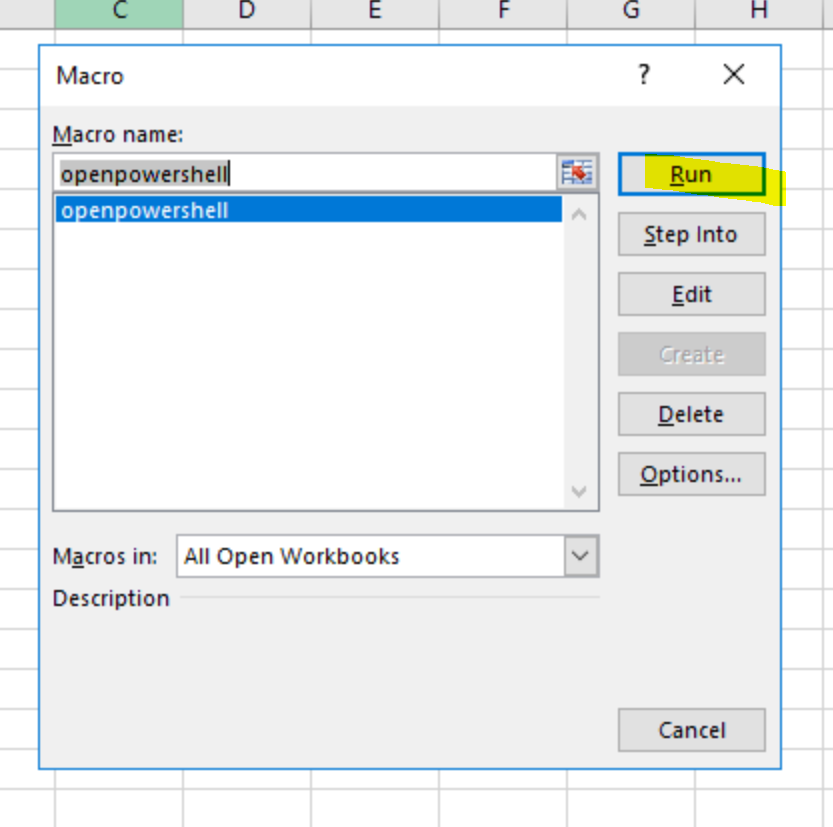 C D E F G H
Macro ? X
Macro name:
openpowershell
openpowershell
Run
Step Into
Edit
Create
Delete
Options...
Macros in: All Open Workbooks
Description
Cancel